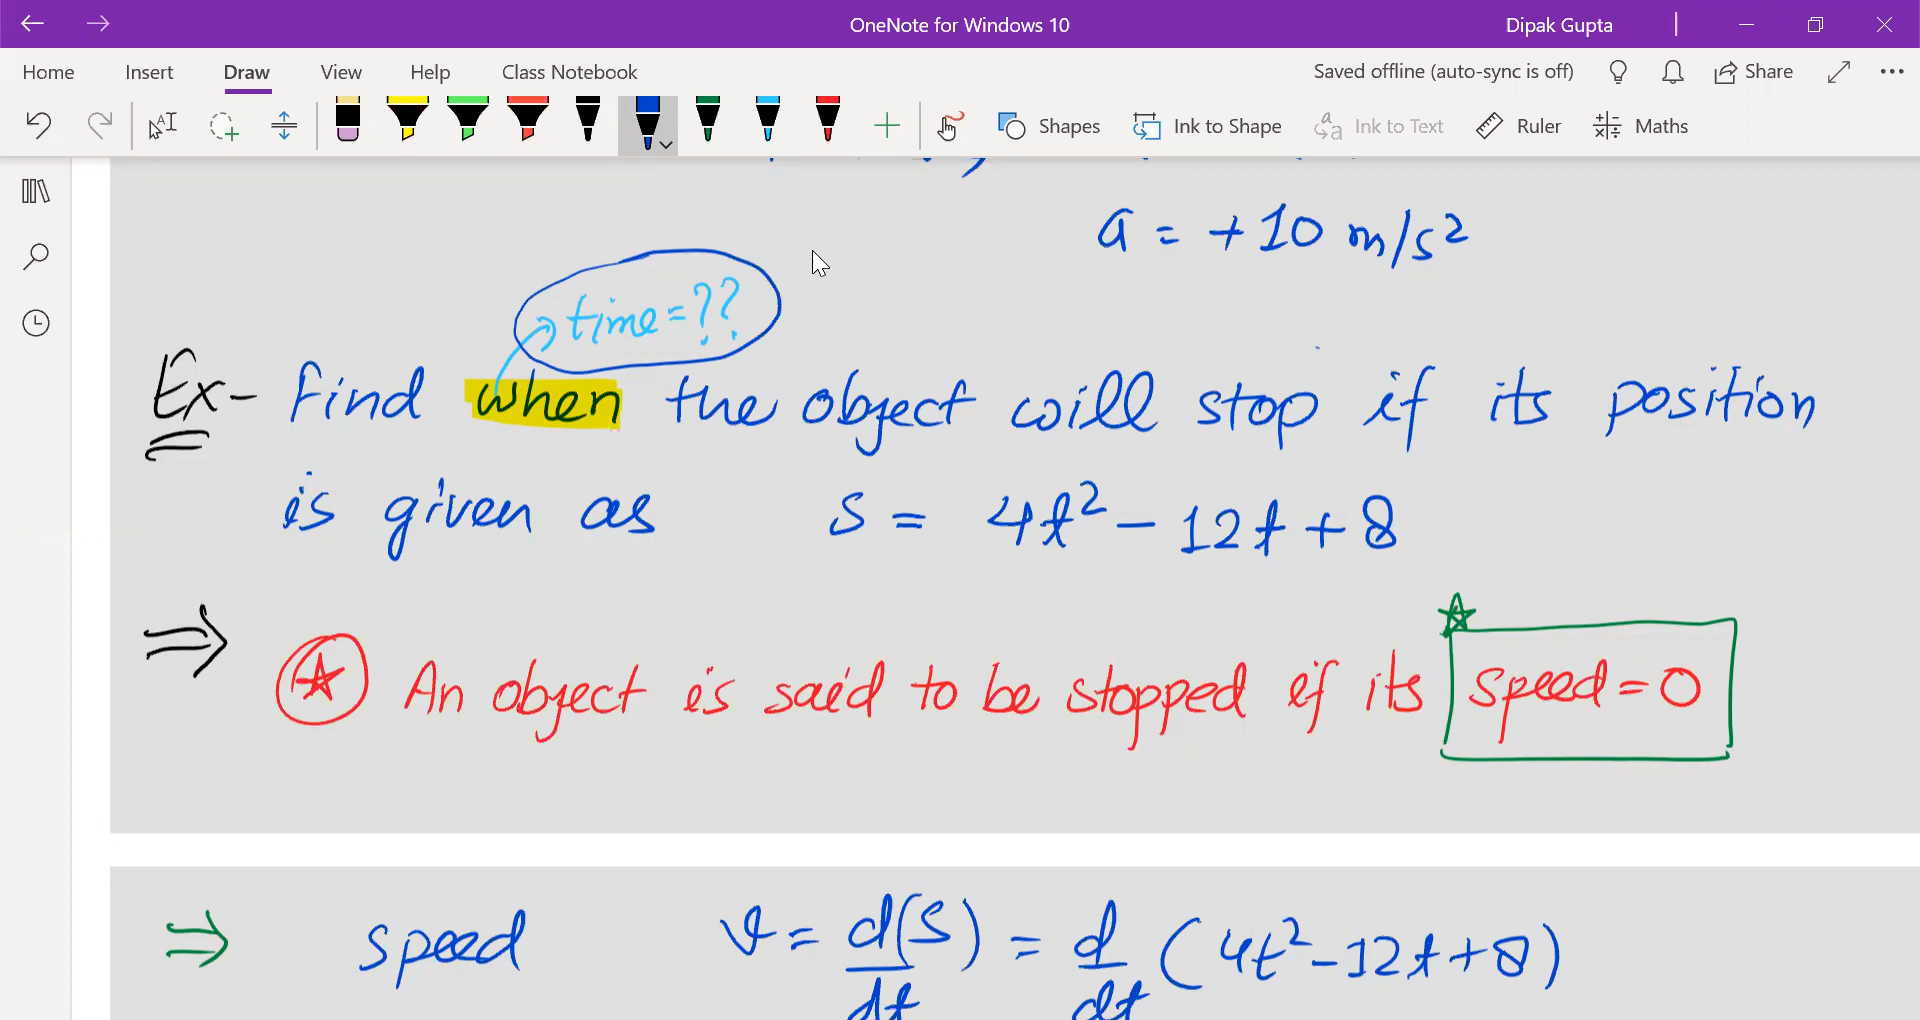 OneNote for Windows 10
Dipak Gupta
Home Insert Draw View Help Class Notebook
Saved offline (auto-sync is off) Share
Shapes Ink to Shape Ink to Text Ruler Maths
a = +10 m/s²
time = ??
Ex- find when the object will stop if its position
is given as s = 4t² - 12t + 8
⇒
An object is said to be stopped if its speed = 0
⇒ speed v = d(s)/dt = d/dt (4t² - 12t + 8)